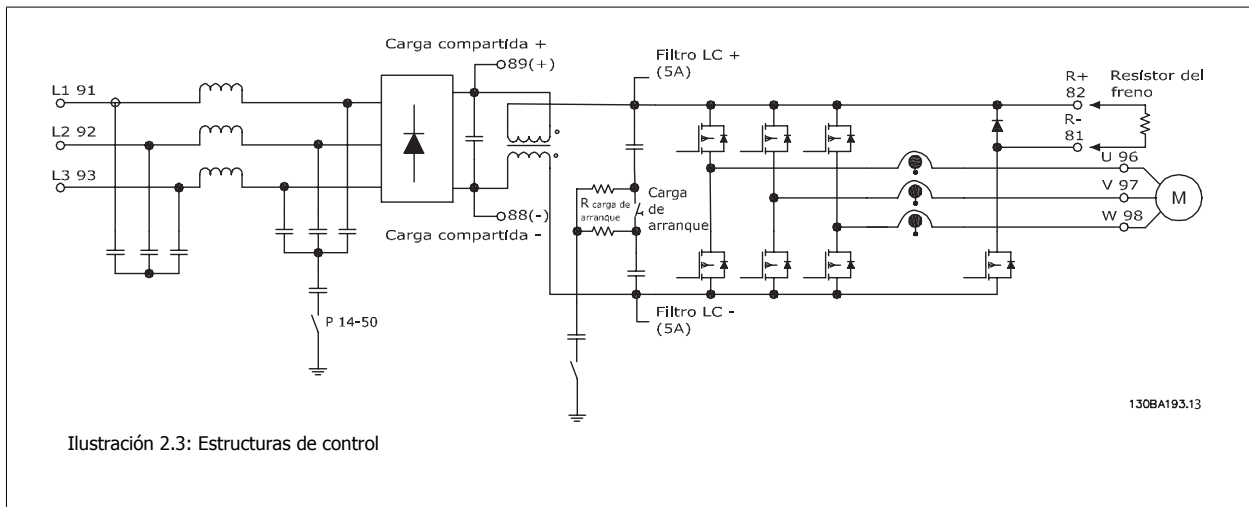 Carga compartida +
89(+)
Filtro LC +
(5A)
R+
82
Resistor del
freno
R-
81
L1 91
L2 92
L3 93
U 96
V 97
W 98
M
R carga de
arranque
Carga
de
arranque
88(-)
Carga compartida -
P 14-50
Filtro LC -
(5A)
130BA193.13
Ilustración 2.3: Estructuras de control